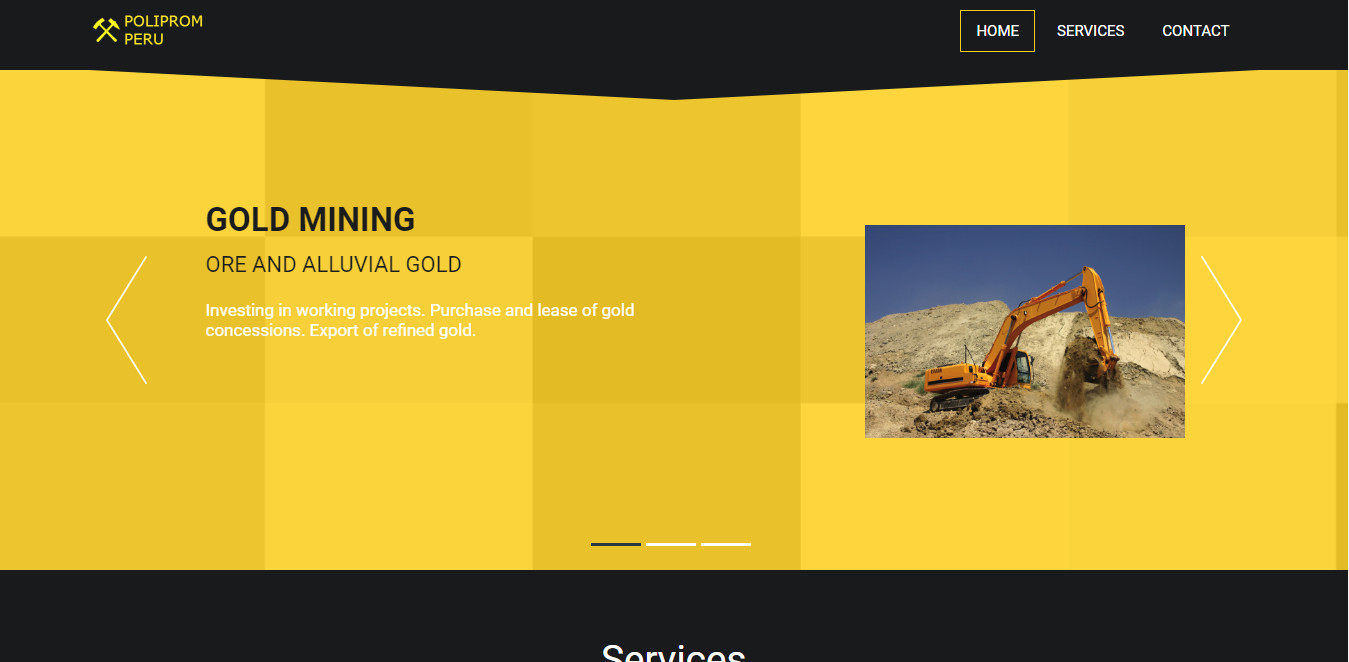 POLIPROM
PERU
HOME SERVICES CONTACT
GOLD MINING
ORE AND ALLUVIAL GOLD
Investing in working projects. Purchase and lease of gold
concessions. Export of refined gold.
Services